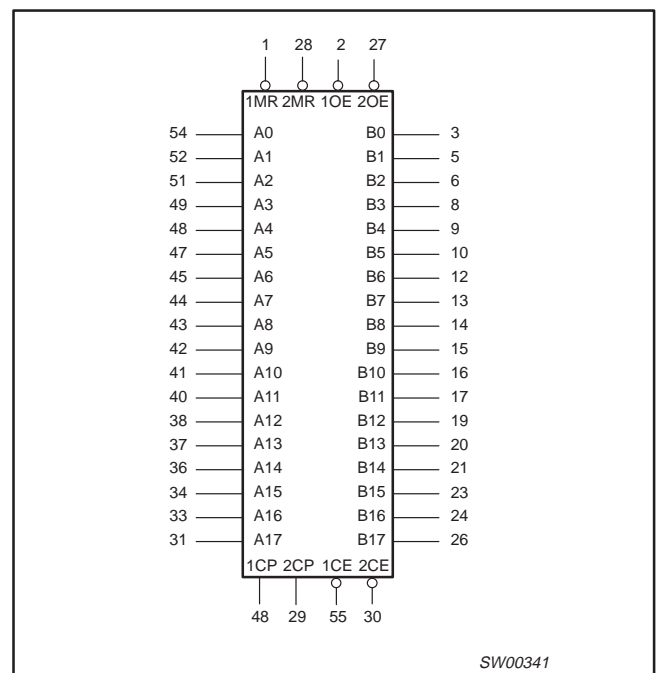 1 28 2 27
1MR 2MR 1OE 2OE
54 A0 B0 3
52 A1 B1 5
51 A2 B2 6
49 A3 B3 8
48 A4 B4 9
47 A5 B5 10
45 A6 B6 12
44 A7 B7 13
43 A8 B8 14
42 A9 B9 15
41 A10 B10 16
40 A11 B11 17
38 A12 B12 19
37 A13 B13 20
36 A14 B14 21
34 A15 B15 23
33 A16 B16 24
31 A17 B17 26
1CP 2CP 1CE 2CE
48 29 55 30
SW00341